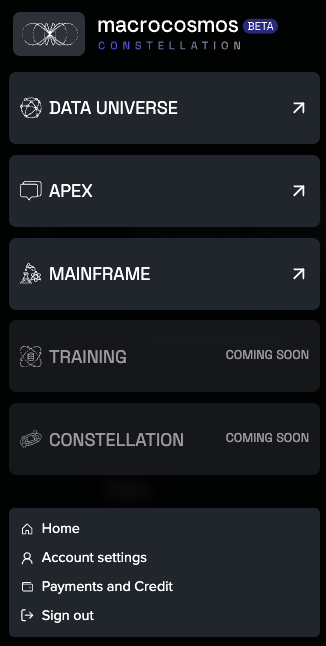 macrocosmos BETA
CONSTELLATION
DATA UNIVERSE
APEX
MAINFRAME
TRAINING COMING SOON
CONSTELLATION COMING SOON
Home
Account settings
Payments and Credit
Sign out